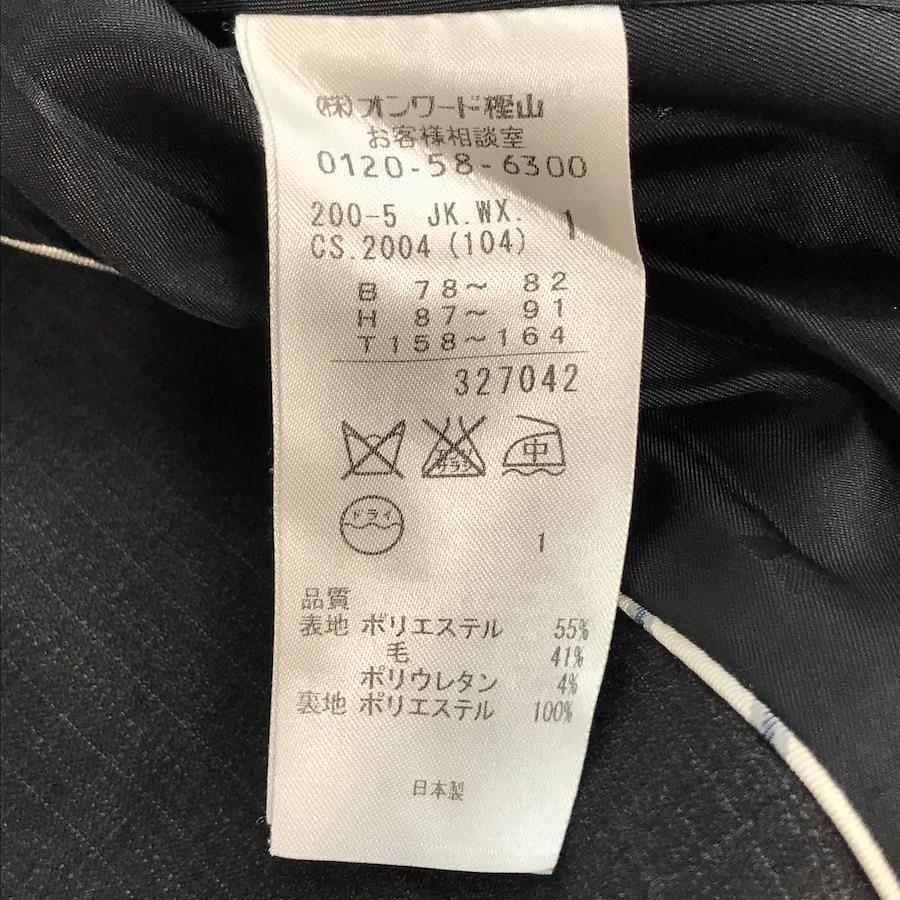 (株)オンワード樫山
お客様相談室
0120-58-6300
200-5 JK.WX. 1
CS.2004 (104)
B 78〜 82
H 87〜 91
T158〜164
327042
中
ドライ
1
品質
表地 ポリエステル 55%
毛 41%
ポリウレタン 4%
裏地 ポリエステル 100%
日本製